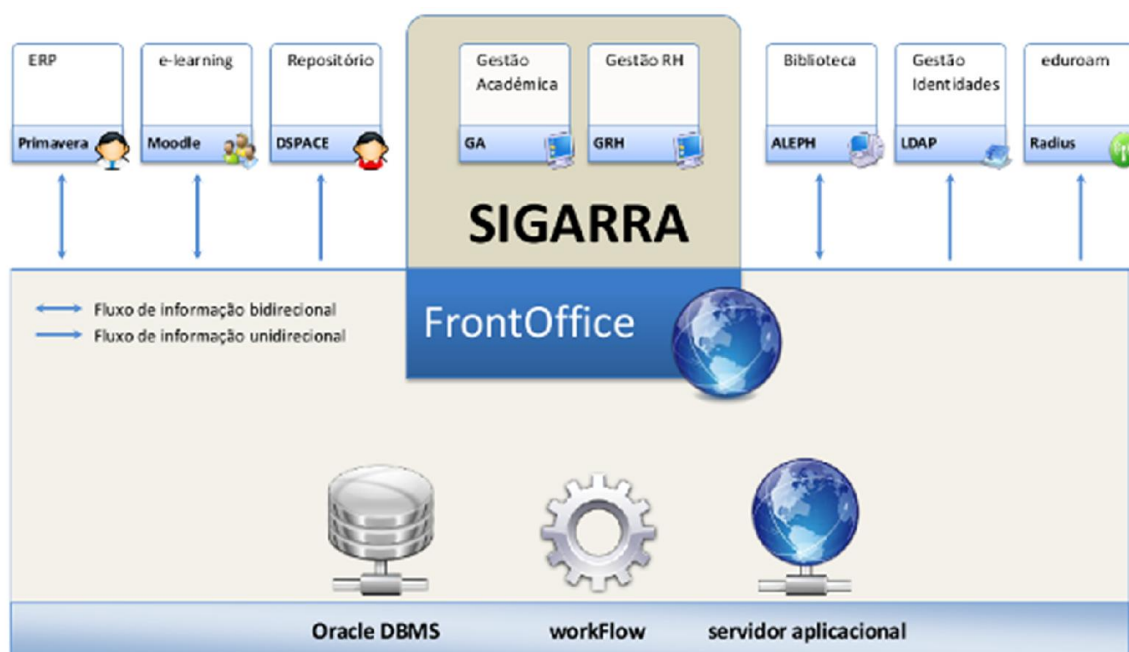 ERP
Primavera
e-learning
Moodle
Repositório
DSPACE
Gestão
Académica
GA
Gestão RH
GRH
Biblioteca
ALEPH
Gestão
Identidades
LDAP
eduroam
Radius
SIGARRA
FrontOffice
Fluxo de informação bidirecional
Fluxo de informação unidirecional
Oracle DBMS
workFlow
servidor aplicacional